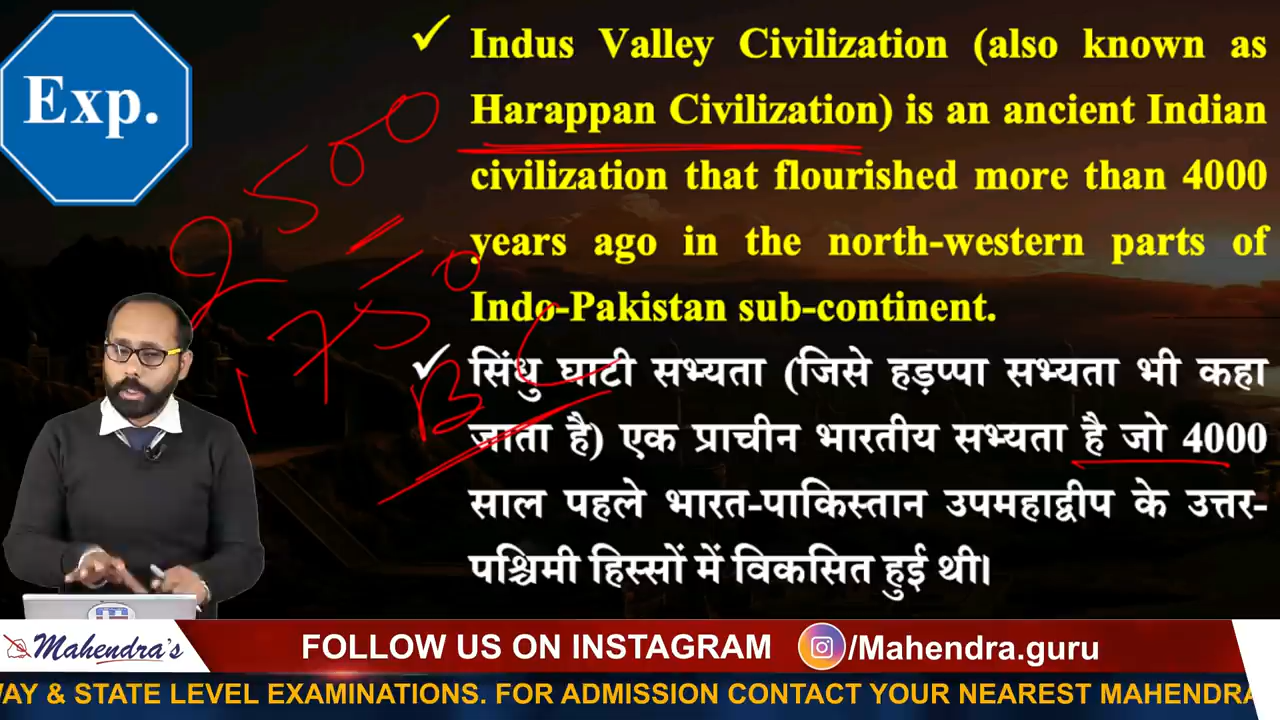 Exp.
Indus Valley Civilization (also known as
Harappan Civilization) is an ancient Indian
civilization that flourished more than 4000
years ago in the north-western parts of
Indo-Pakistan sub-continent.
2500
1750
BC
सिंधु घाटी सभ्यता (जिसे हड़प्पा सभ्यता भी कहा
जाता है) एक प्राचीन भारतीय सभ्यता है जो 4000
साल पहले भारत-पाकिस्तान उपमहाद्वीप के उत्तर-
पश्चिमी हिस्सों में विकसित हुई थी।
Mahendra's
FOLLOW US ON INSTAGRAM /Mahendra.guru
WAY & STATE LEVEL EXAMINATIONS. FOR ADMISSION CONTACT YOUR NEAREST MAHENDRA